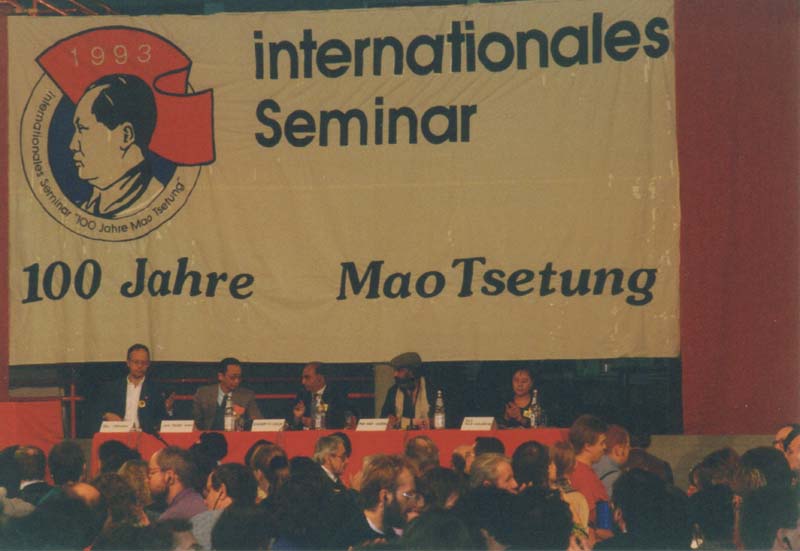 1993
internationales Seminar "100 Jahre Mao Tsetung"
internationales
Seminar
100 Jahre Mao Tsetung